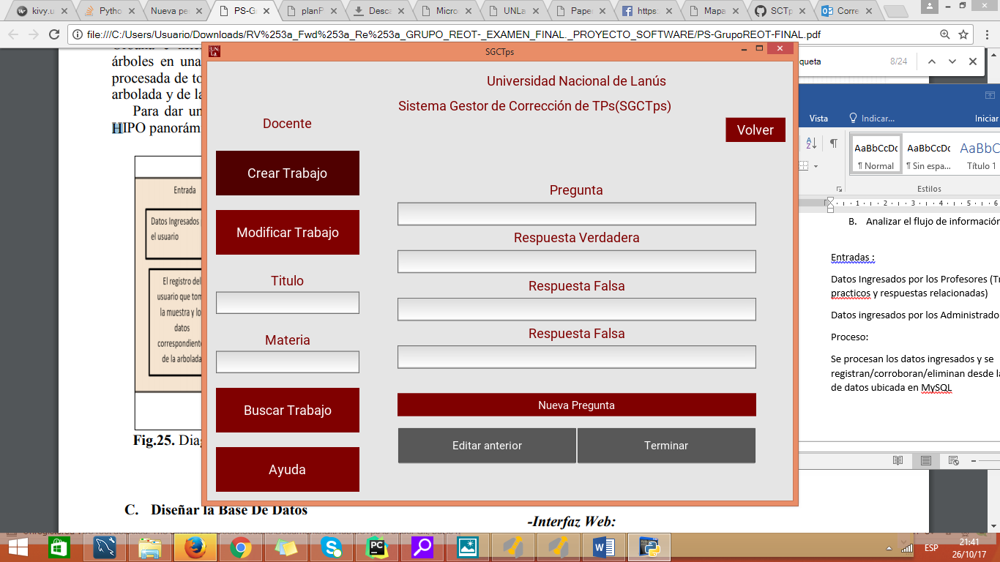 kivy.u
Pytho
Nueva pe
PS-G
planP
Desca
Micro
UNLa
Pape
https:
Mapa
SCTp
Corre
file:///C:/Users/Usuario/Downloads/RV%253a_Fwd%253a_Re%253a_GRUPO_REOT-_EXAMEN_FINAL._PROYECTO_SOFTWARE/PS-GrupoREOT-FINAL.pdf
queta
8/24
árboles en una
procesada de to
arbolada y de la
Para dar un
HIPO panorám
Entrada
Datos Ingresados
el usuario
El registro del
usuario que tom
la muestra y lo
datos
correspondiente
de la arbolada
Fig.25. Diag
C. Diseñar la Base De Datos
-Interfaz Web:
SGCTps
Universidad Nacional de Lanús
Sistema Gestor de Corrección de TPs(SGCTps)
Docente
Volver
Crear Trabajo
Modificar Trabajo
Titulo
Materia
Buscar Trabajo
Ayuda
Pregunta
Respuesta Verdadera
Respuesta Falsa
Respuesta Falsa
Nueva Pregunta
Editar anterior
Terminar
Vista
Indicar...
Iniciar
AaBbCcDc
AaBbCcDc
AaBbC
¶ Normal
¶ Sin espa...
Título 1
Estilos
1 2 3 4 5 6
B. Analizar el flujo de información
Entradas :
Datos Ingresados por los Profesores (Tr
practicos y respuestas relacionadas)
Datos ingresados por los Administrado
Proceso:
Se procesan los datos ingresados y se
registran/corroboran/eliminan desde la
de datos ubicada en MySQL
ESP
21:41
26/10/17